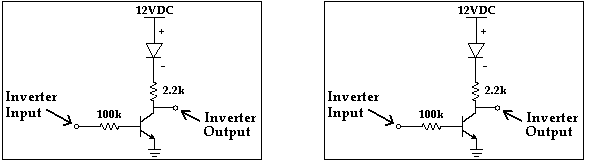 12VDC
+
-
2.2k
Inverter
Input
100k
Inverter
Output
12VDC
+
-
2.2k
Inverter
Input
100k
Inverter
Output